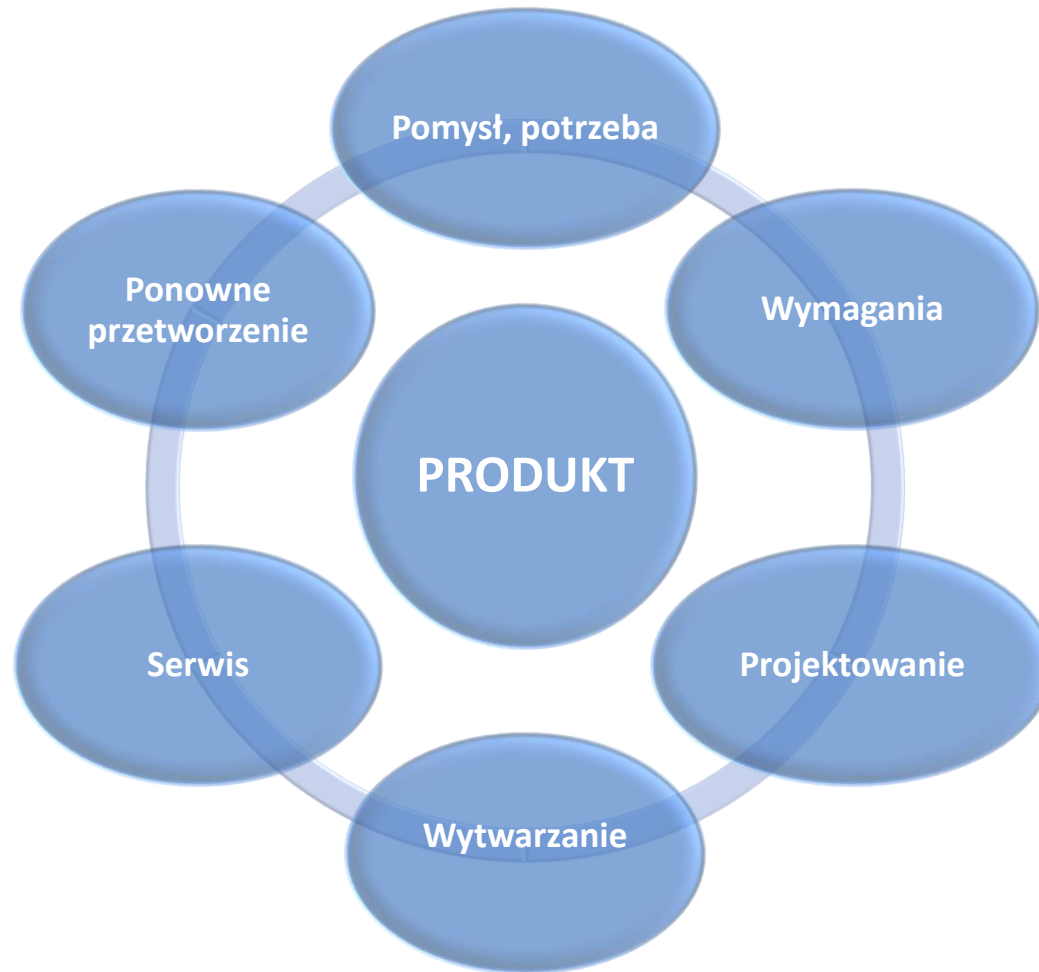 Pomysł, potrzeba
Wymagania
Projektowanie
Wytwarzanie
Serwis
Ponowne
przetworzenie
PRODUKT